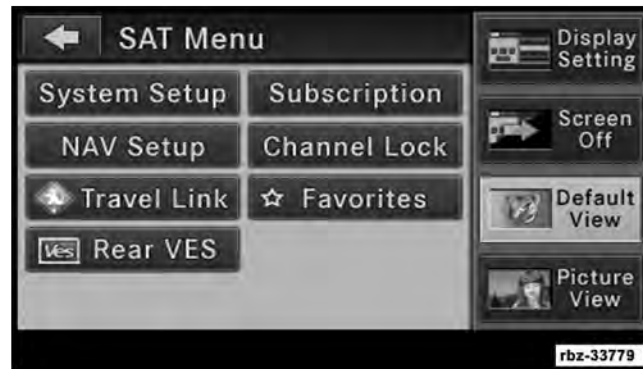 SAT Menu
System Setup
Subscription
NAV Setup
Channel Lock
Travel Link
Favorites
Ves Rear VES
Display
Setting
Screen
Off
Default
View
Picture
View
rbz-33779